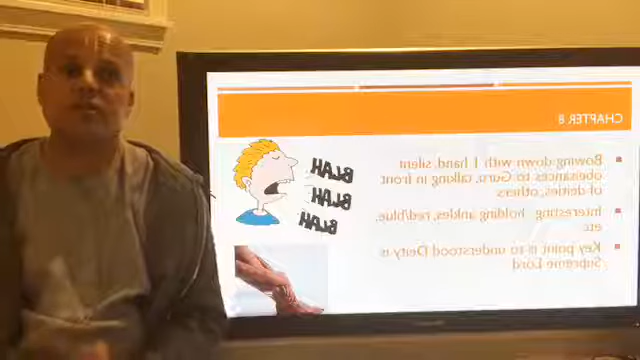 CHAPTER 8
Bowing down with 1 hand, silent
obeisances to Guru, talking in front
of deities, others
Interesting - holding ankles, red/blue,
etc
Key point is to understood Deity is
Supreme Lord
BLAH
BLAH
BLAH